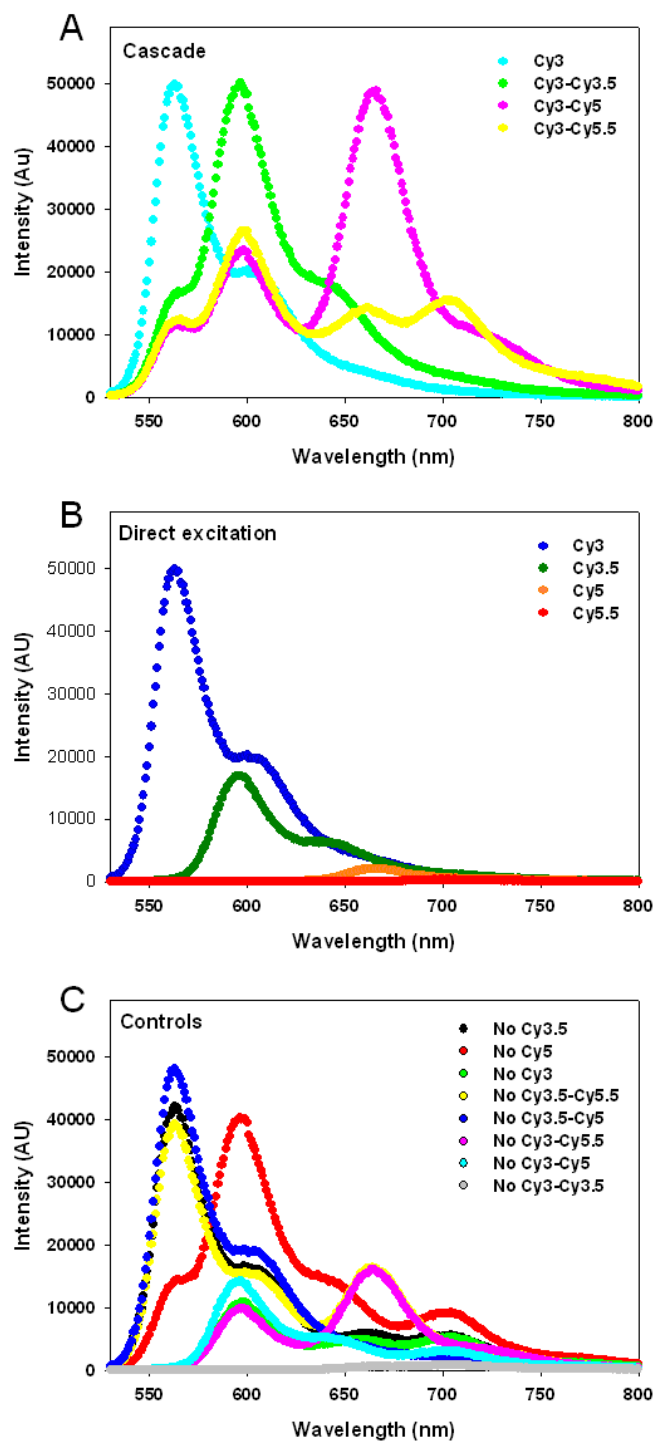 A
Cascade
Cy3
Cy3-Cy3.5
Cy3-Cy5
Cy3-Cy5.5
50000
40000
30000
20000
10000
0
Intensity (Au)
550 600 650 700 750 800
Wavelength (nm)
B
Direct excitation
Cy3
Cy3.5
Cy5
Cy5.5
50000
40000
30000
20000
10000
0
Intensity (AU)
550 600 650 700 750 800
Wavelength (nm)
C
Controls
No Cy3.5
No Cy5
No Cy3
No Cy3.5-Cy5.5
No Cy3.5-Cy5
No Cy3-Cy5.5
No Cy3-Cy5
No Cy3-Cy3.5
50000
40000
30000
20000
10000
0
Intensity (AU)
550 600 650 700 750 800
Wavelength (nm)